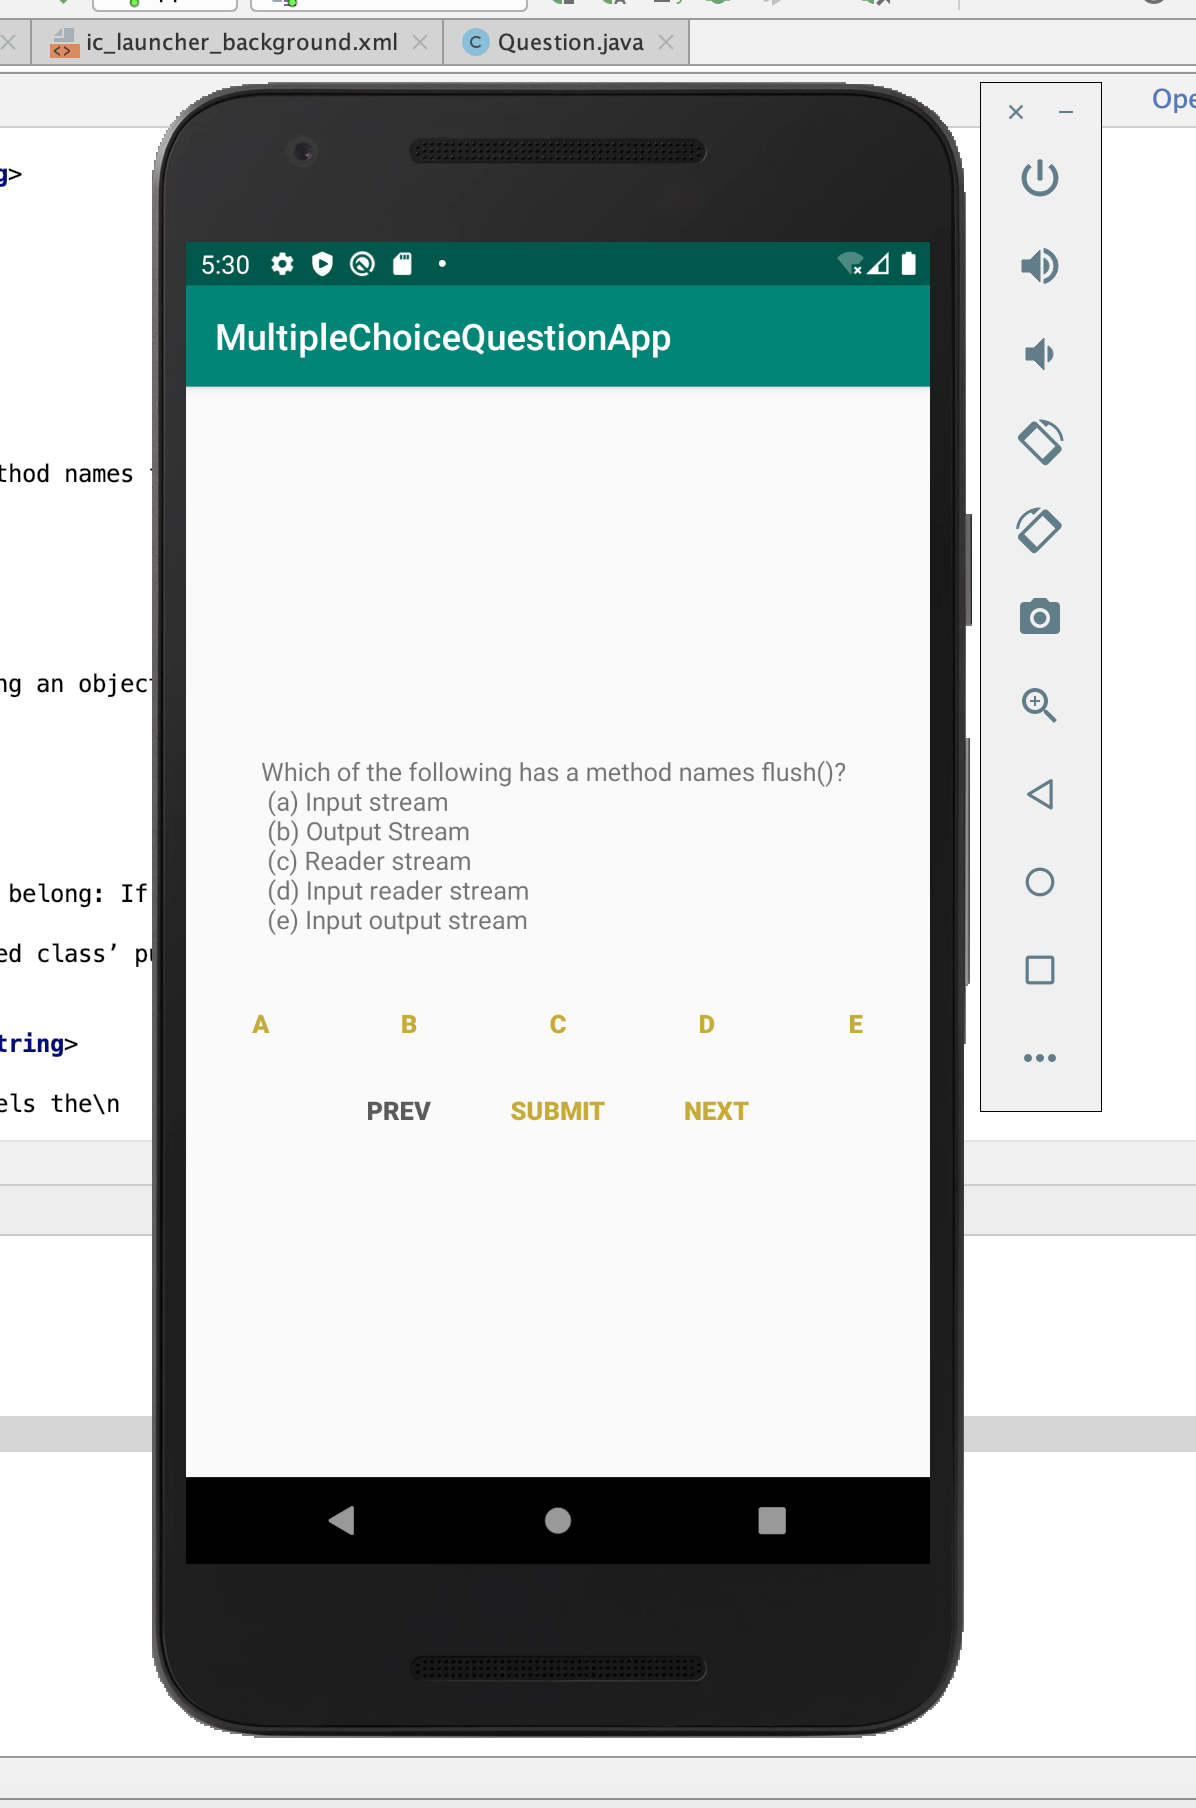 ic_launcher_background.xml
C Question.java
g>
5:30
MultipleChoiceQuestionApp
thod names
ng an object
Which of the following has a method names flush()?
(a) Input stream
(b) Output Stream
(c) Reader stream
(d) Input reader stream
(e) Input output stream
belong: If
ed class’
A B C D E
tring>
els the\n
PREV SUBMIT NEXT